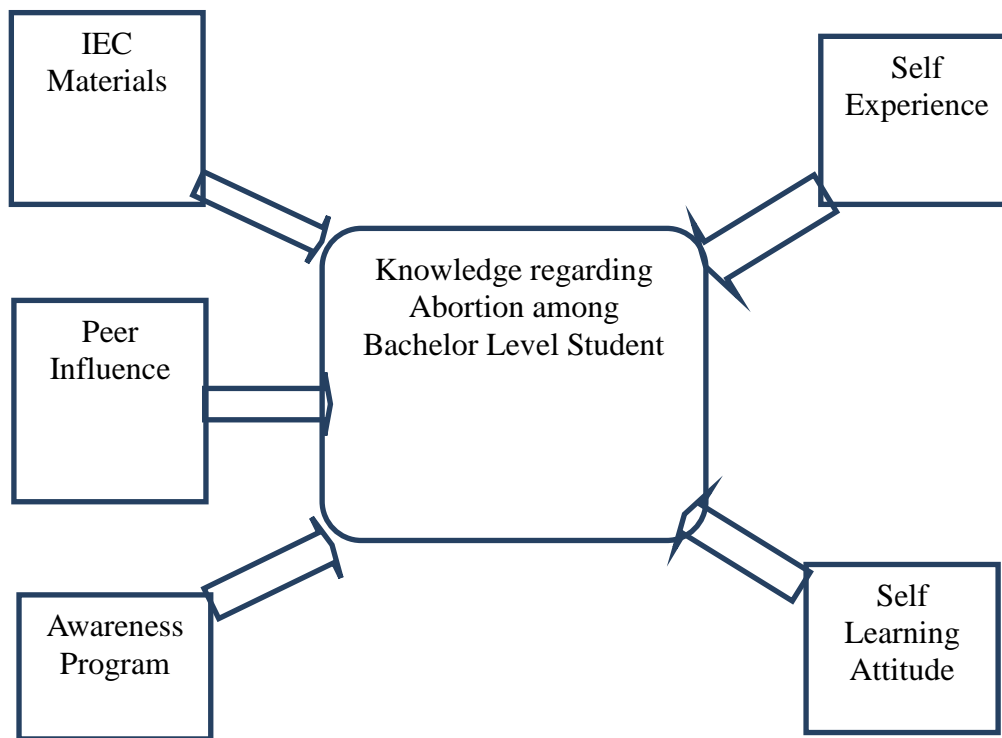 IEC
Materials
Self
Experience
Knowledge regarding
Abortion among
Bachelor Level Student
Peer
Influence
Awareness
Program
Self
Learning
Attitude